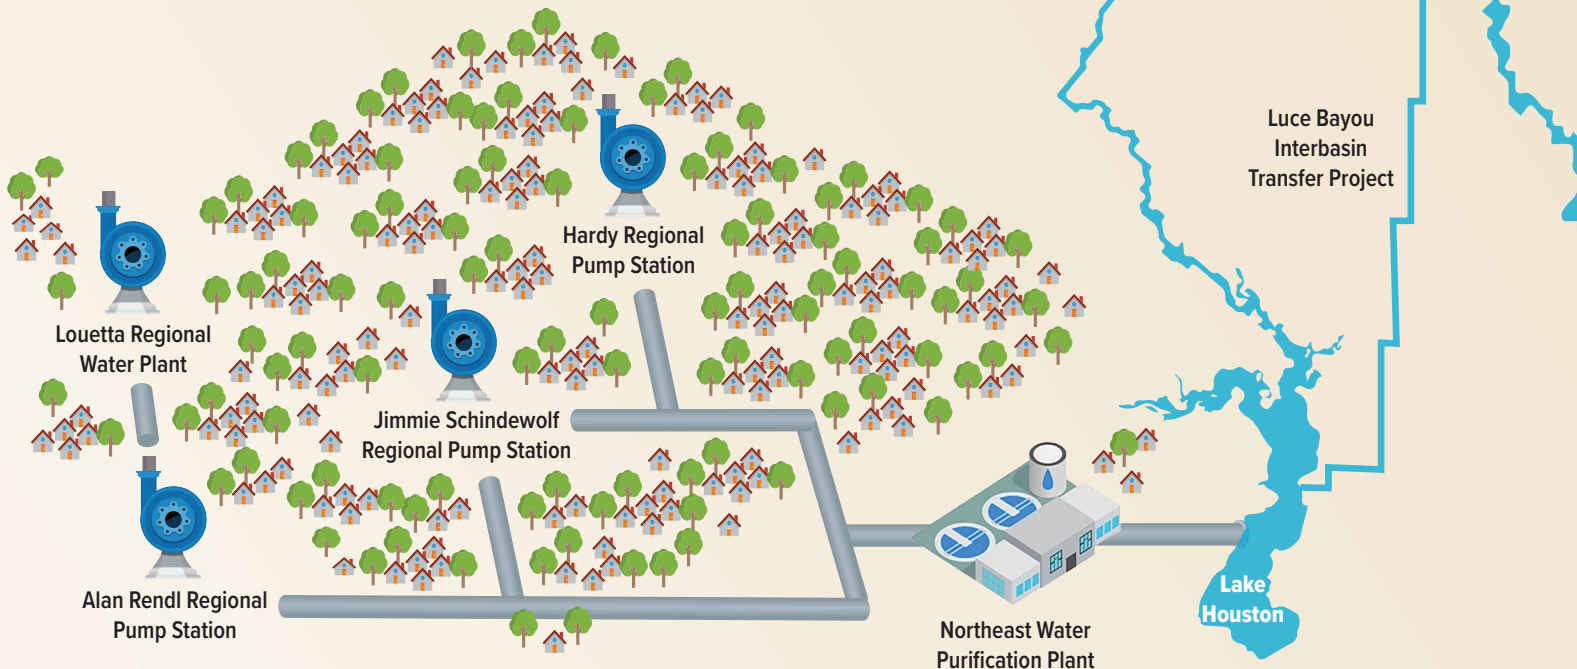 Luce Bayou
Interbasin
Transfer Project
Hardy Regional
Pump Station
Louetta Regional
Water Plant
Jimmie Schindewolf
Regional Pump Station
Alan Rendl Regional
Pump Station
Northeast Water
Purification Plant
Lake
Houston